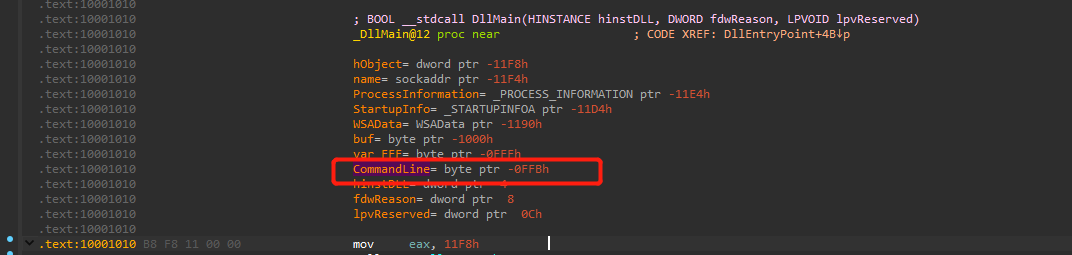 .text:10001010
.text:10001010 ; BOOL __stdcall DllMain(HINSTANCE hinstDLL, DWORD fdwReason, LPVOID lpvReserved)
.text:10001010 _DllMain@12 proc near ; CODE XREF: DllEntryPoint+4B↓p
.text:10001010
.text:10001010 hObject= dword ptr -11F8h
.text:10001010 name= sockaddr ptr -11F4h
.text:10001010 ProcessInformation= _PROCESS_INFORMATION ptr -11E4h
.text:10001010 StartupInfo= _STARTUPINFOA ptr -11D4h
.text:10001010 WSAData= WSAData ptr -1190h
.text:10001010 buf= byte ptr -1000h
.text:10001010 var_FFF= byte ptr -0FFFh
.text:10001010 CommandLine= byte ptr -0FFBh
.text:10001010 hinstDLL= dword ptr 4
.text:10001010 fdwReason= dword ptr 8
.text:10001010 lpvReserved= dword ptr 0Ch
.text:10001010
.text:10001010 B8 F8 11 00 00 mov eax, 11F8h